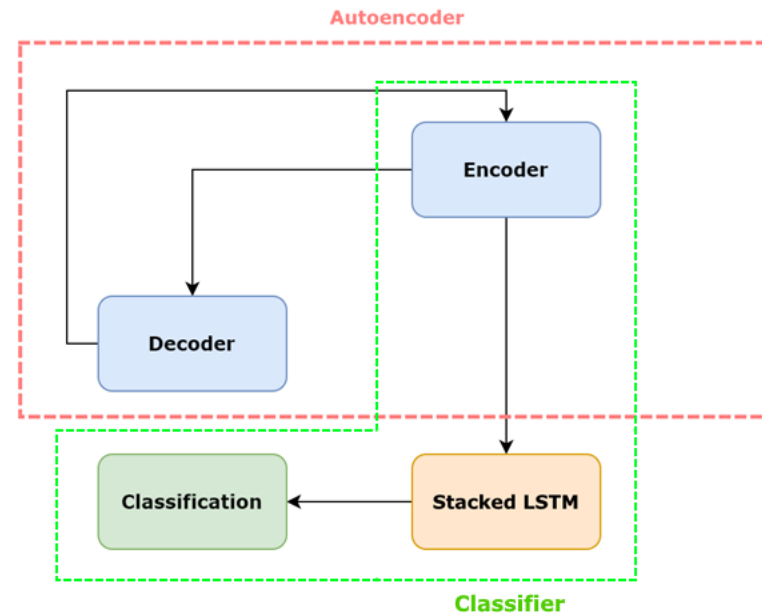 Autoencoder
Encoder
Decoder
Classification
Stacked LSTM
Classifier